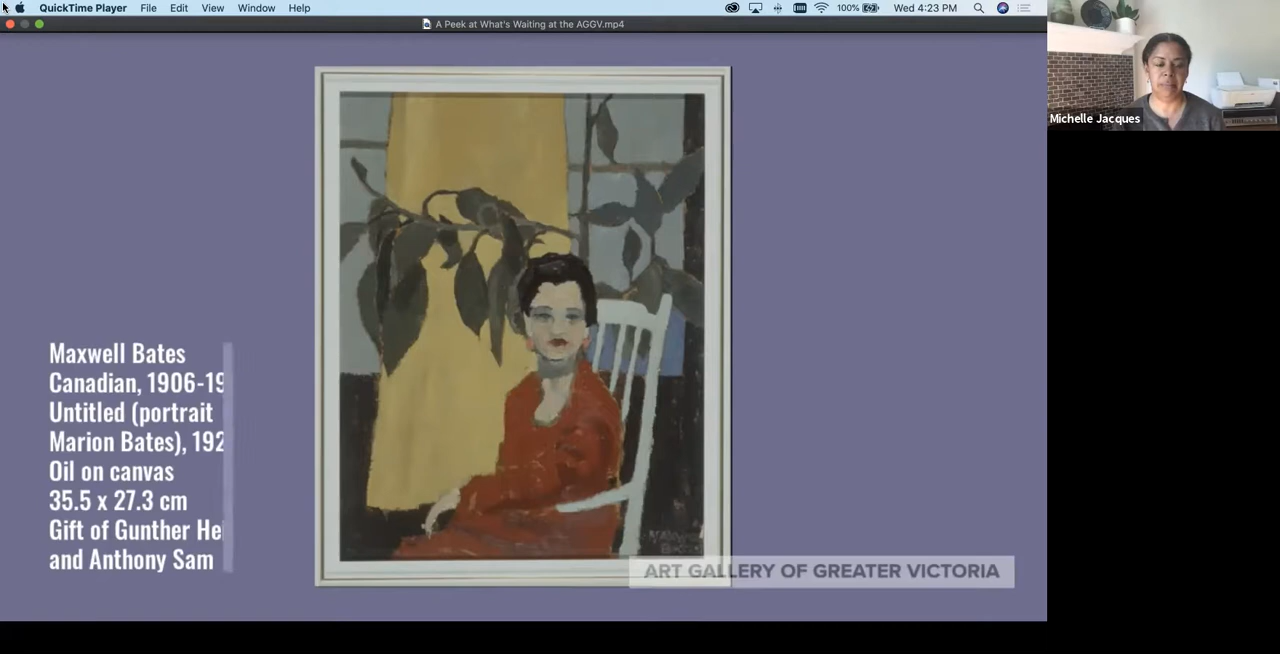 QuickTime Player File Edit View Window Help 100% Wed 4:23 PM
A Peek at What's Waiting at the AGGV.mp4
Michelle Jacques
Maxwell Bates
Canadian, 1906-19
Untitled (portrait
Marion Bates), 192
Oil on canvas
35.5 x 27.3 cm
Gift of Gunther He
and Anthony Sam
ART GALLERY OF GREATER VICTORIA